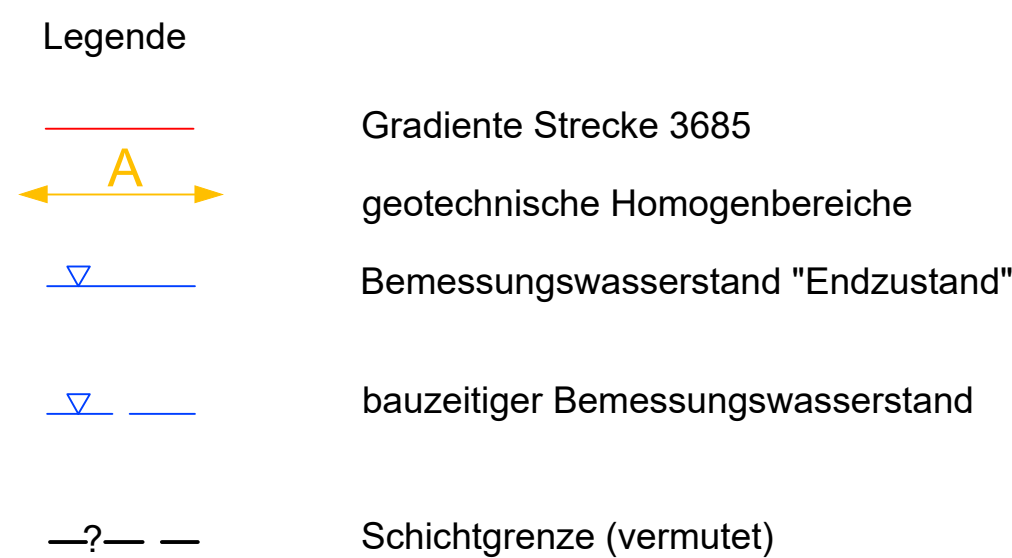 Legende
Gradiente Strecke 3685
A
geotechnische Homogenbereiche
Bemessungswasserstand "Endzustand"
bauzeitiger Bemessungswasserstand
? Schichtgrenze (vermutet)